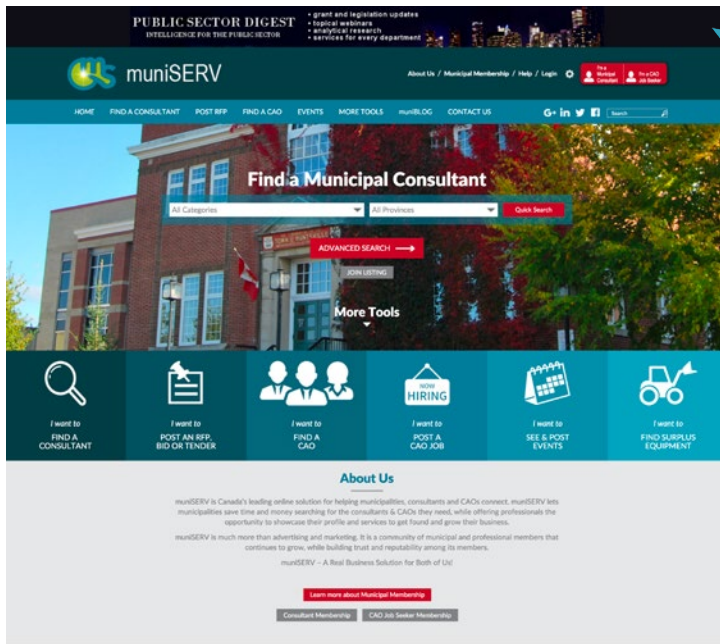 PUBLIC SECTOR DIGEST
INTELLIGENCE FOR THE PUBLIC SECTOR
• grant and legislation updates
• topical webinars
• analytical research
• services for every department
muniSERV
About Us / Municipal Membership / Help / Login
I'm a Municipal Consultant
I'm a CAO Job Seeker
HOME FIND A CONSULTANT POST RFP FIND A CAO EVENTS MORE TOOLS muniBLOG CONTACT US
G+ in
Search
Find a Municipal Consultant
All Categories
All Provinces
Quick Search
TOWN OF HUNTSVILLE
ADVANCED SEARCH
JOIN LISTING
More Tools
NOW
HIRING
I want to
FIND A
CONSULTANT
I want to
POST AN RFP,
BID OR TENDER
I want to
FIND A
CAO
I want to
POST A
CAO JOB
I want to
SEE & POST
EVENTS
I want to
FIND SURPLUS
EQUIPMENT
About Us
muniSERV is Canada's leading online solution for helping municipalities, consultants and CAOs connect. muniSERV lets
municipalities save time and money searching for the consultants & CAOs they need, while offering professionals the
opportunity to showcase their profile and services to get found and grow their business.
muniSERV is much more than advertising and marketing. It is a community of municipal and professional members that
continues to grow, while building trust and reputability among its members.
muniSERV – A Real Business Solution for Both of Us!
Learn more about Municipal Membership
Consultant Membership
CAO Job Seeker Membership